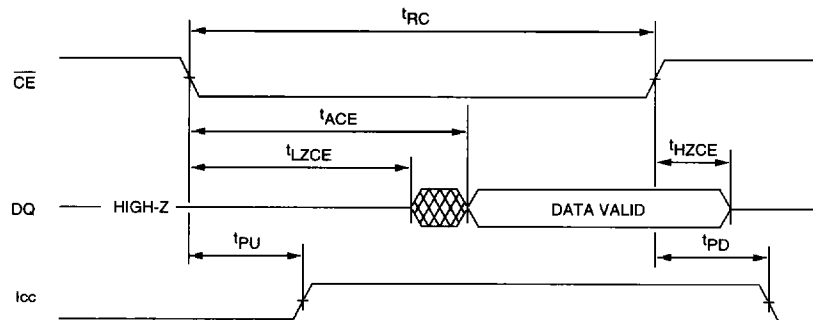 tRC
CE
tACE
tLZCE
tHZCE
DQ
HIGH-Z
DATA VALID
tPU
tPD
Icc